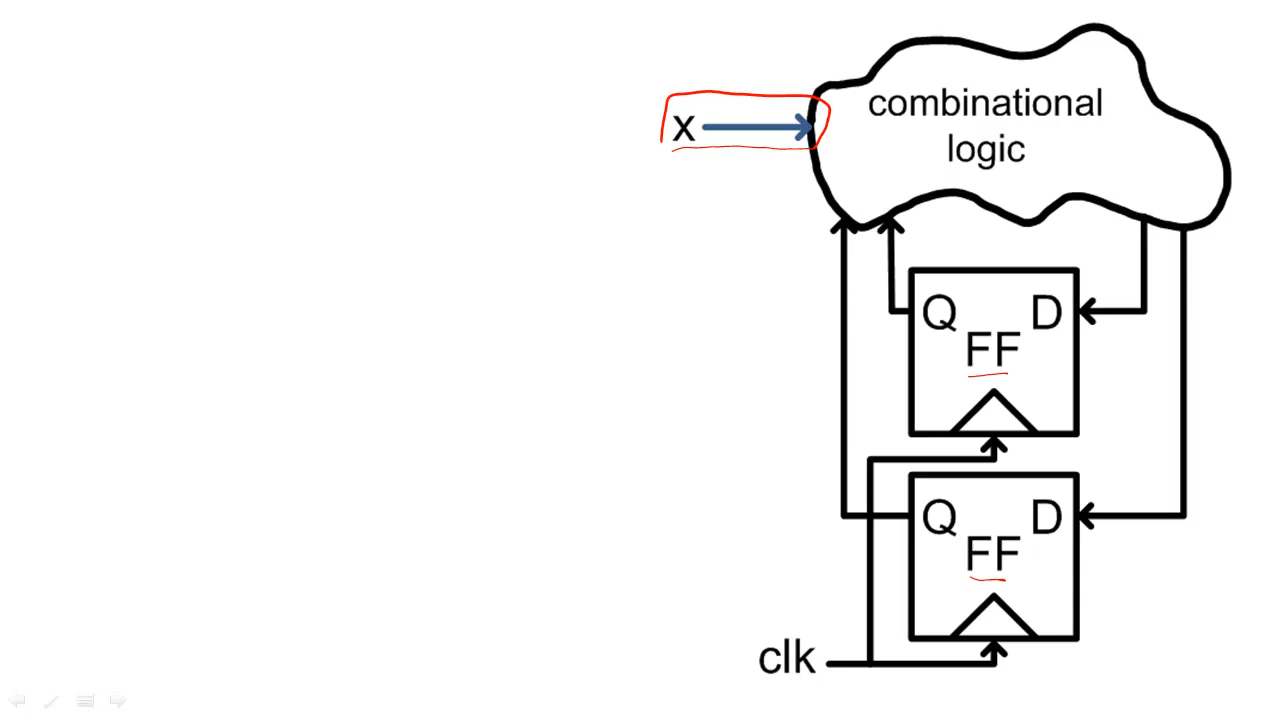 combinational
logic
x
Q D
FF
Q D
FF
clk